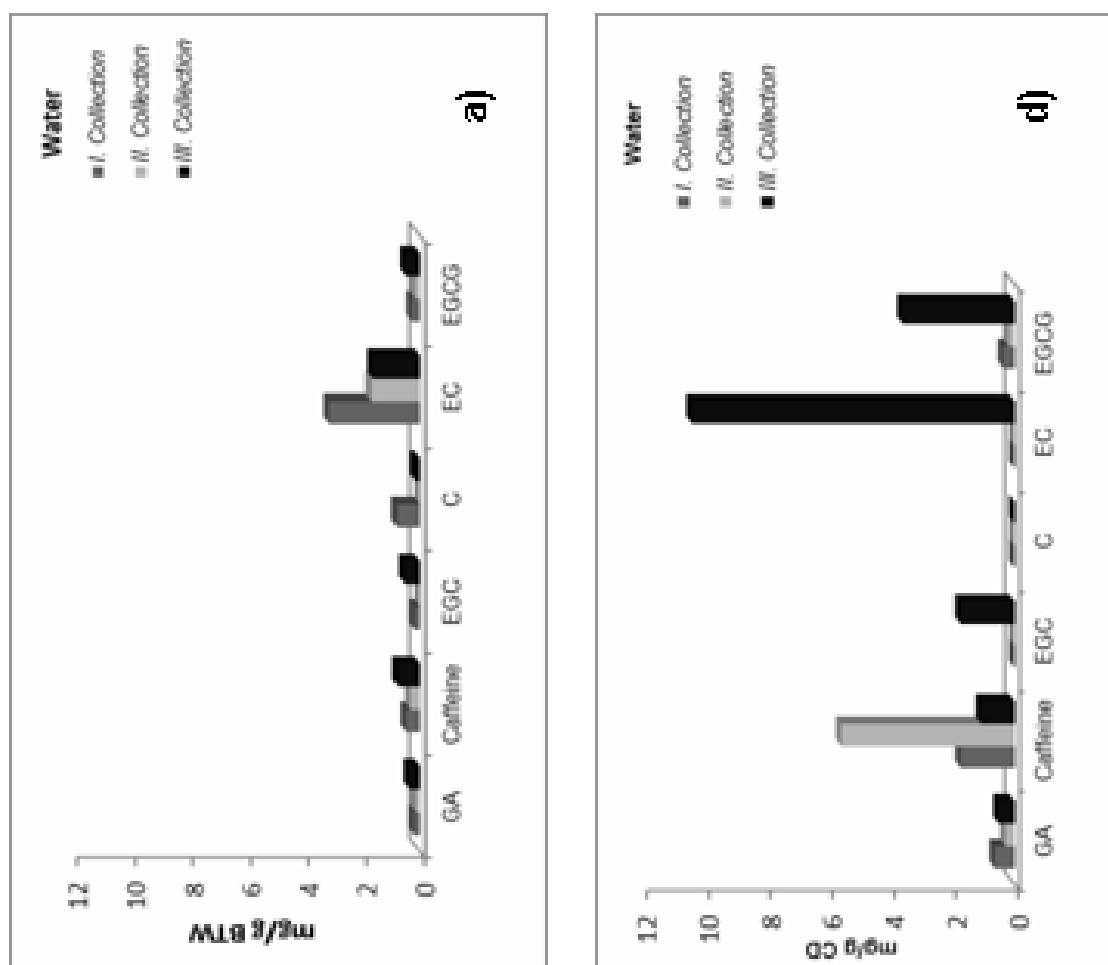 Water
I. Collection
II. Collection
III. Collection
a)
mg/g BTW
12
10
8
6
4
2
0
GA
Caffeine
EGC
C
EC
EGCG
Water
I. Collection
II. Collection
III. Collection
d)
mg/g CD
12
10
8
6
4
2
0
GA
Caffeine
EGC
C
EC
EGCG